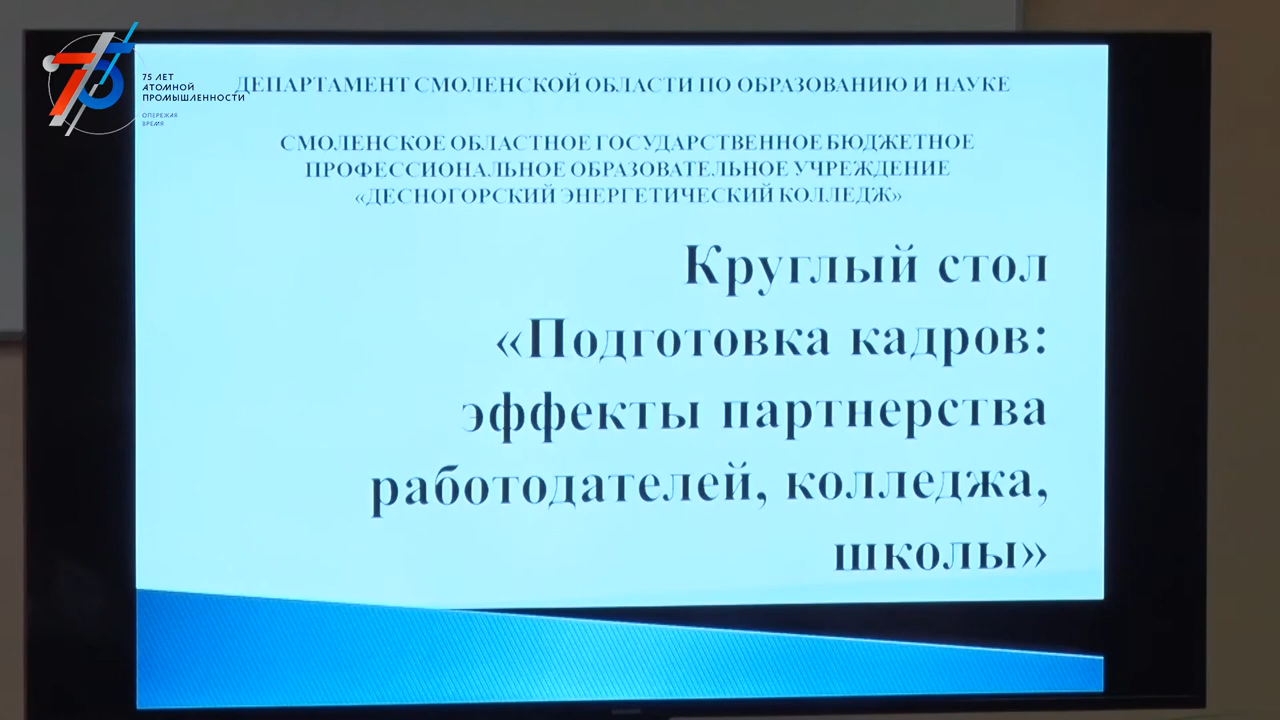 75
75 ЛЕТ
АТОМНОЙ
ПРОМЫШЛЕННОСТИ
ОПЕРЕЖАЯ
ВРЕМЯ
ДЕПАРТАМЕНТ СМОЛЕНСКОЙ ОБЛАСТИ ПО ОБРАЗОВАНИЮ И НАУКЕ
СМОЛЕНСКОЕ ОБЛАСТНОЕ ГОСУДАРСТВЕННОЕ БЮДЖЕТНОЕ
ПРОФЕССИОНАЛЬНОЕ ОБРАЗОВАТЕЛЬНОЕ УЧРЕЖДЕНИЕ
«ДЕСНОГОРСКИЙ ЭНЕРГЕТИЧЕСКИЙ КОЛЛЕДЖ»
Круглый стол
«Подготовка кадров:
эффекты партнерства
работодателей, колледжа,
школы»